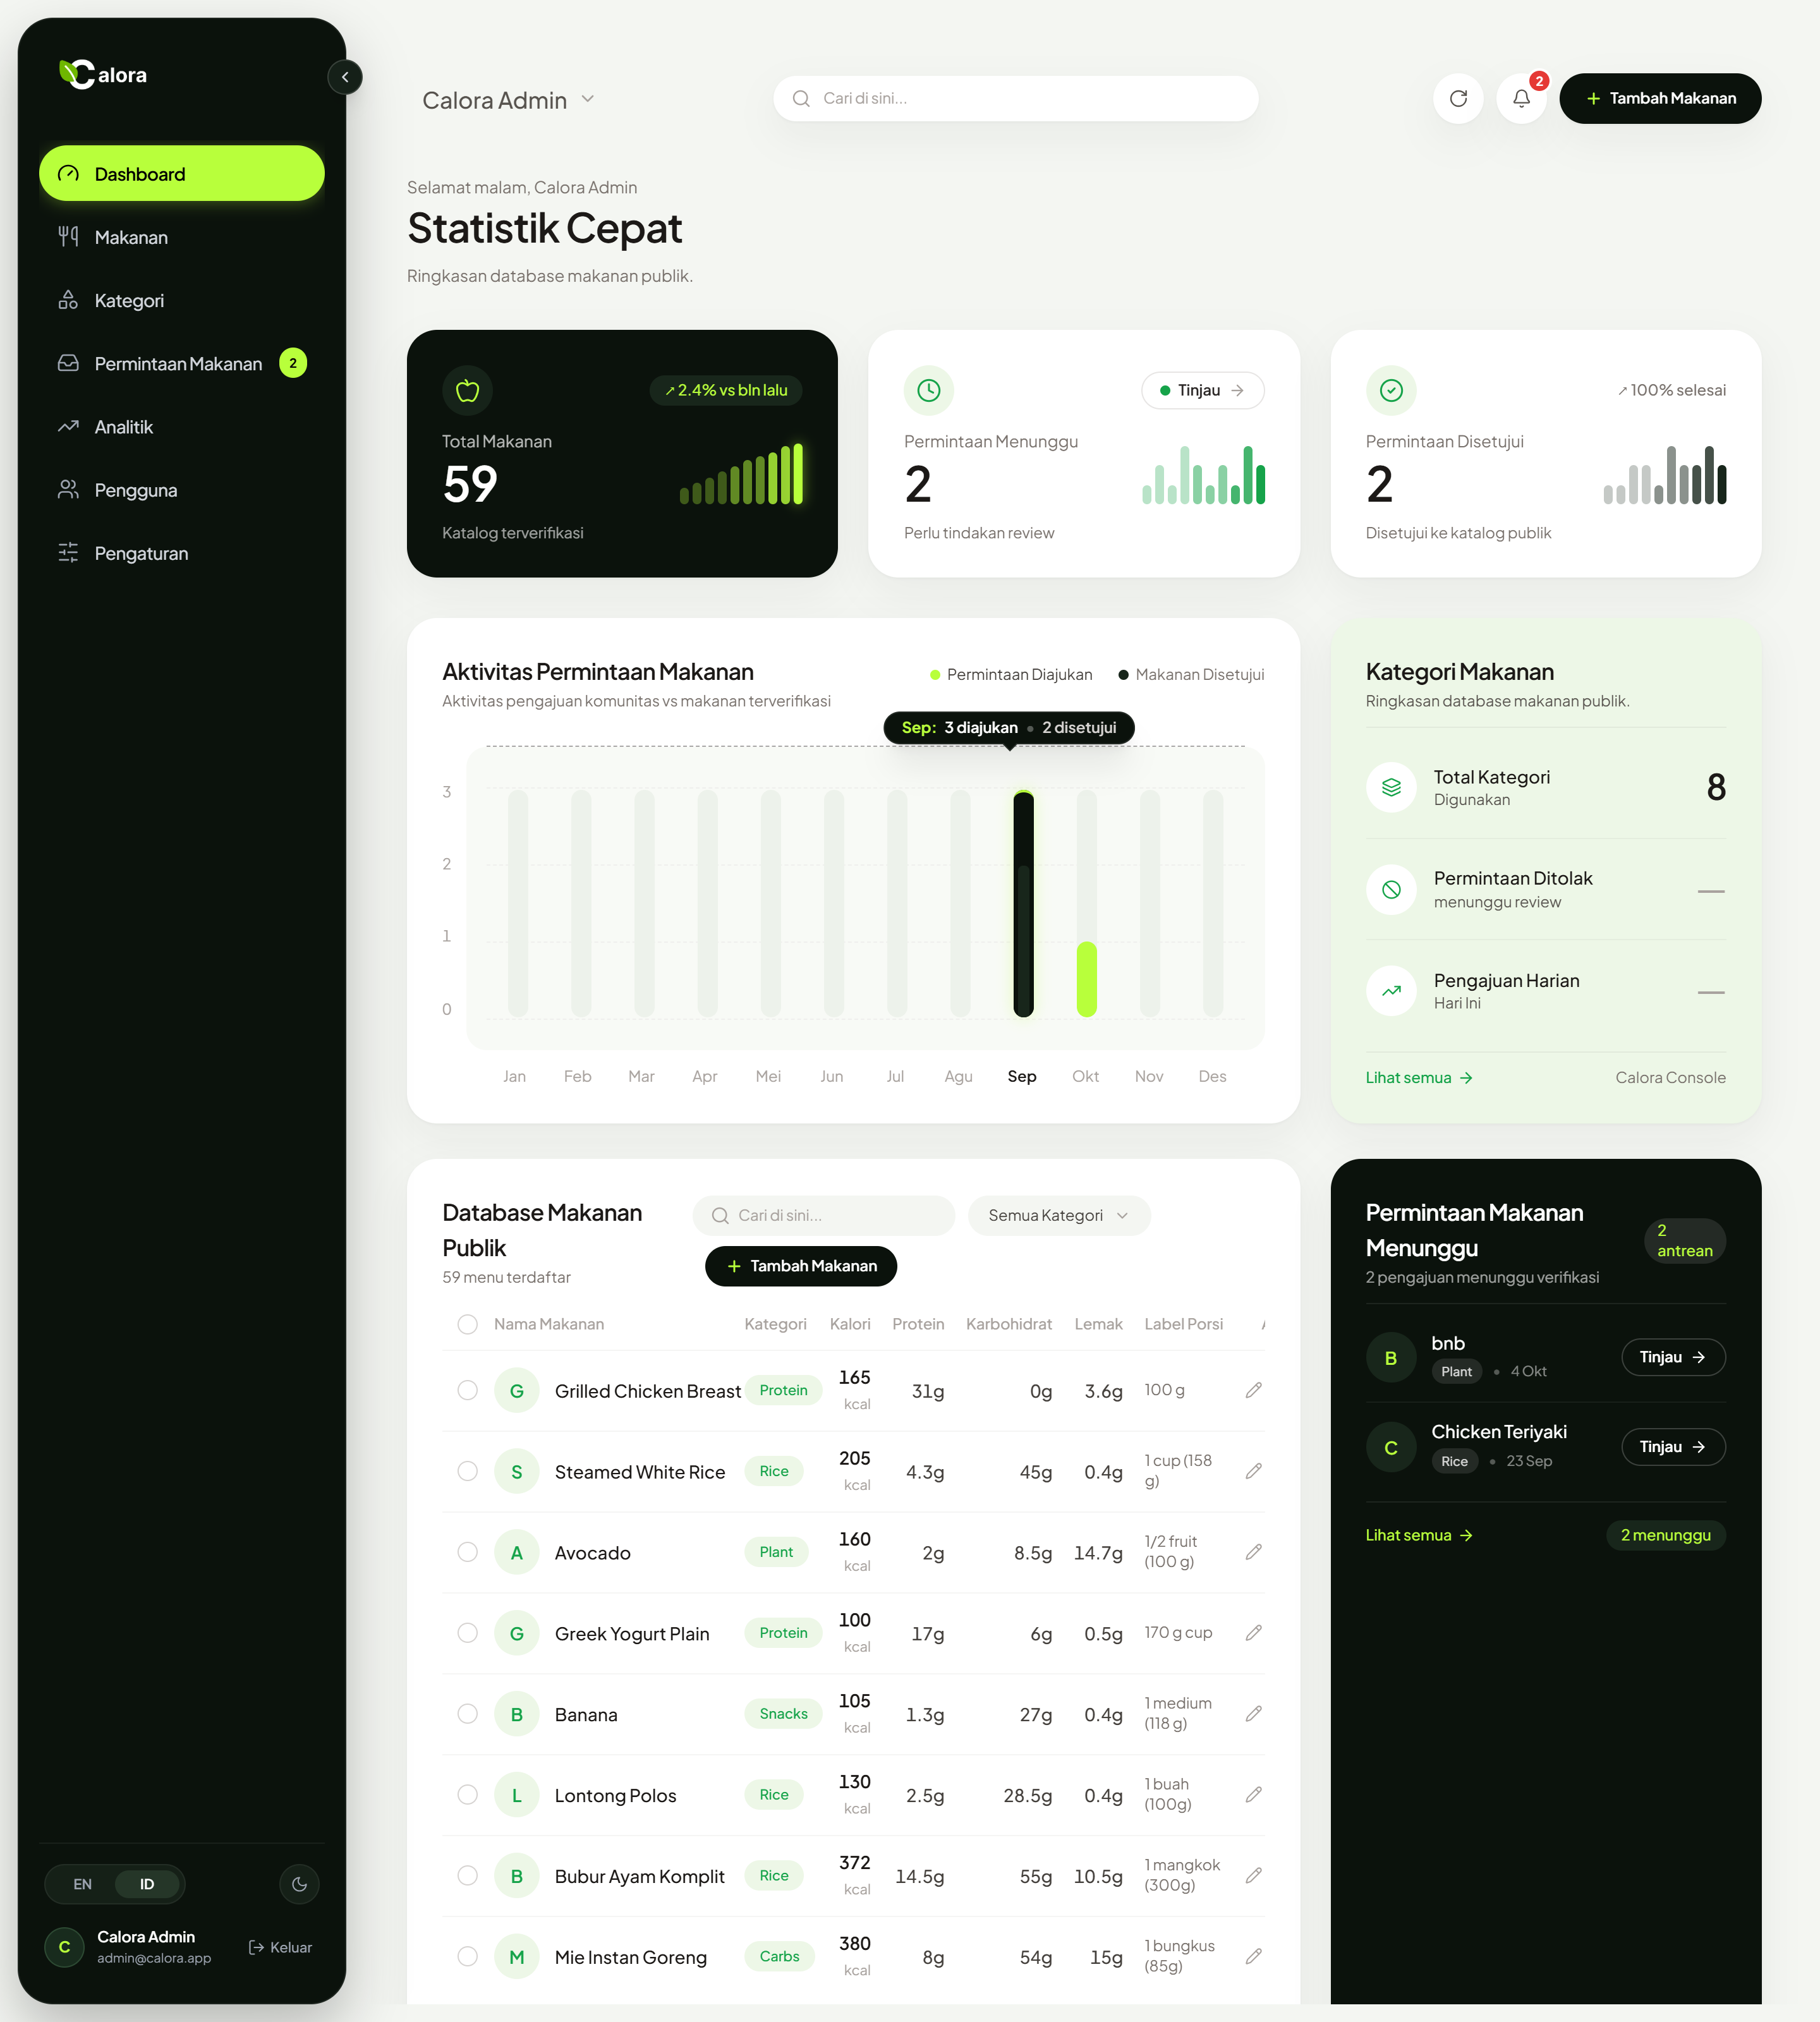 Calora
Dashboard
Makanan
Kategori
Permintaan Makanan 2
Analitik
Pengguna
Pengaturan
EN ID
C Calora Admin
admin@calora.app
Keluar
Calora Admin
Cari di sini...
2
Tambah Makanan
Selamat malam, Calora Admin
Statistik Cepat
Ringkasan database makanan publik.
↗ 2.4% vs bln lalu
Total Makanan
59
Katalog terverifikasi
Tinjau →
Permintaan Menunggu
2
Perlu tindakan review
↗ 100% selesai
Permintaan Disetujui
2
Disetujui ke katalog publik
Aktivitas Permintaan Makanan
Aktivitas pengajuan komunitas vs makanan terverifikasi
Permintaan Diajukan Makanan Disetujui
Sep: 3 diajukan • 2 disetujui
3
2
1
0
Jan Feb Mar Apr Mei Jun Jul Agu Sep Okt Nov Des
Kategori Makanan
Ringkasan database makanan publik.
Total Kategori
Digunakan
8
Permintaan Ditolak
menunggu review
—
Pengajuan Harian
Hari Ini
—
Lihat semua → Calora Console
Database Makanan
Publik
59 menu terdaftar
Cari di sini...
Semua Kategori
Tambah Makanan
Nama Makanan Kategori Kalori Protein Karbohidrat Lemak Label Porsi
G Grilled Chicken Breast Protein 165 kcal 31g 0g 3.6g 100 g
S Steamed White Rice Rice 205 kcal 4.3g 45g 0.4g 1 cup (158 g)
A Avocado Plant 160 kcal 2g 8.5g 14.7g 1/2 fruit (100 g)
G Greek Yogurt Plain Protein 100 kcal 17g 6g 0.5g 170 g cup
B Banana Snacks 105 kcal 1.3g 27g 0.4g 1 medium (118 g)
L Lontong Polos Rice 130 kcal 2.5g 28.5g 0.4g 1 buah (100g)
B Bubur Ayam Komplit Rice 372 kcal 14.5g 55g 10.5g 1 mangkok (300g)
M Mie Instan Goreng Carbs 380 kcal 8g 54g 15g 1 bungkus (85g)
Permintaan Makanan
Menunggu
2 pengajuan menunggu verifikasi
2
antrean
B bnb
Plant • 4 Okt
Tinjau →
C Chicken Teriyaki
Rice • 23 Sep
Tinjau →
Lihat semua → 2 menunggu